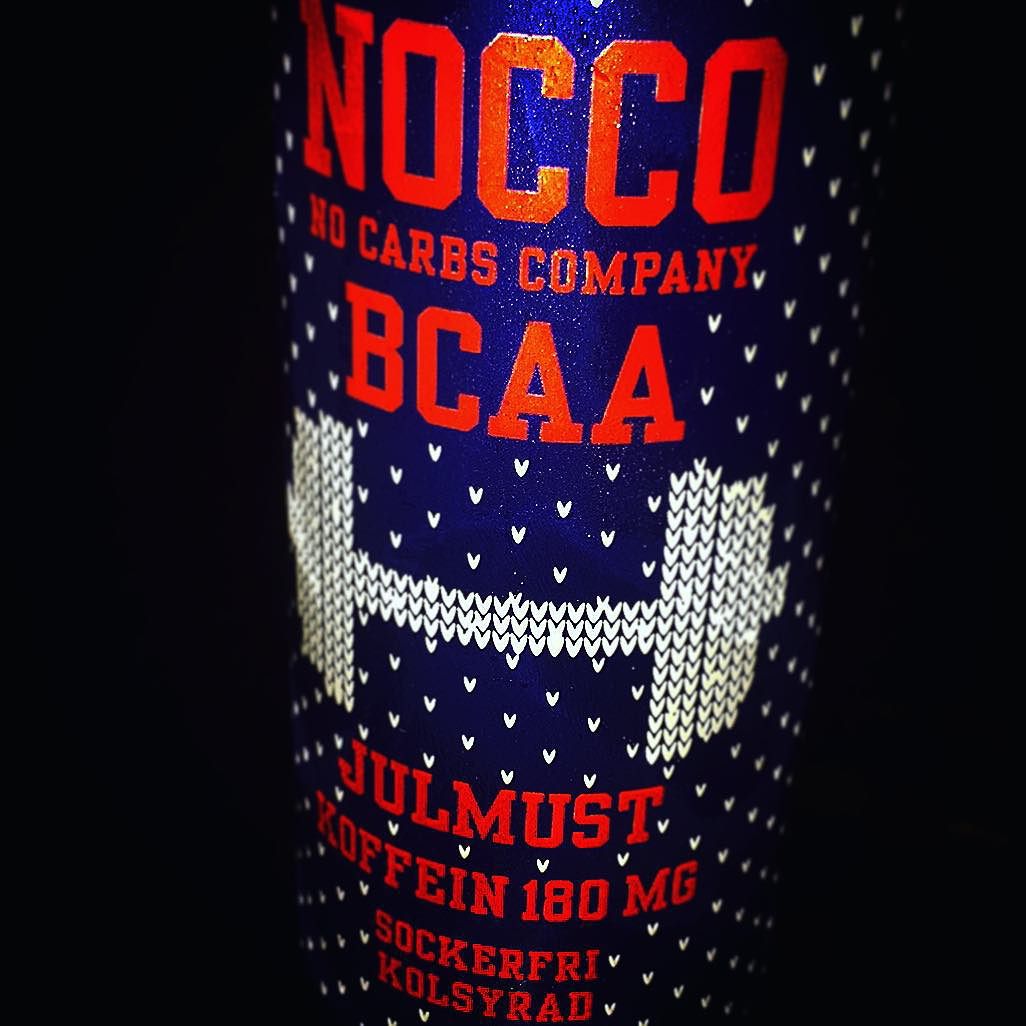 NOCCO
NO CARBS COMPANY
BCAA
JULMUST
KOFFEIN 180 MG
SOCKERFRI
KOLSYRAD